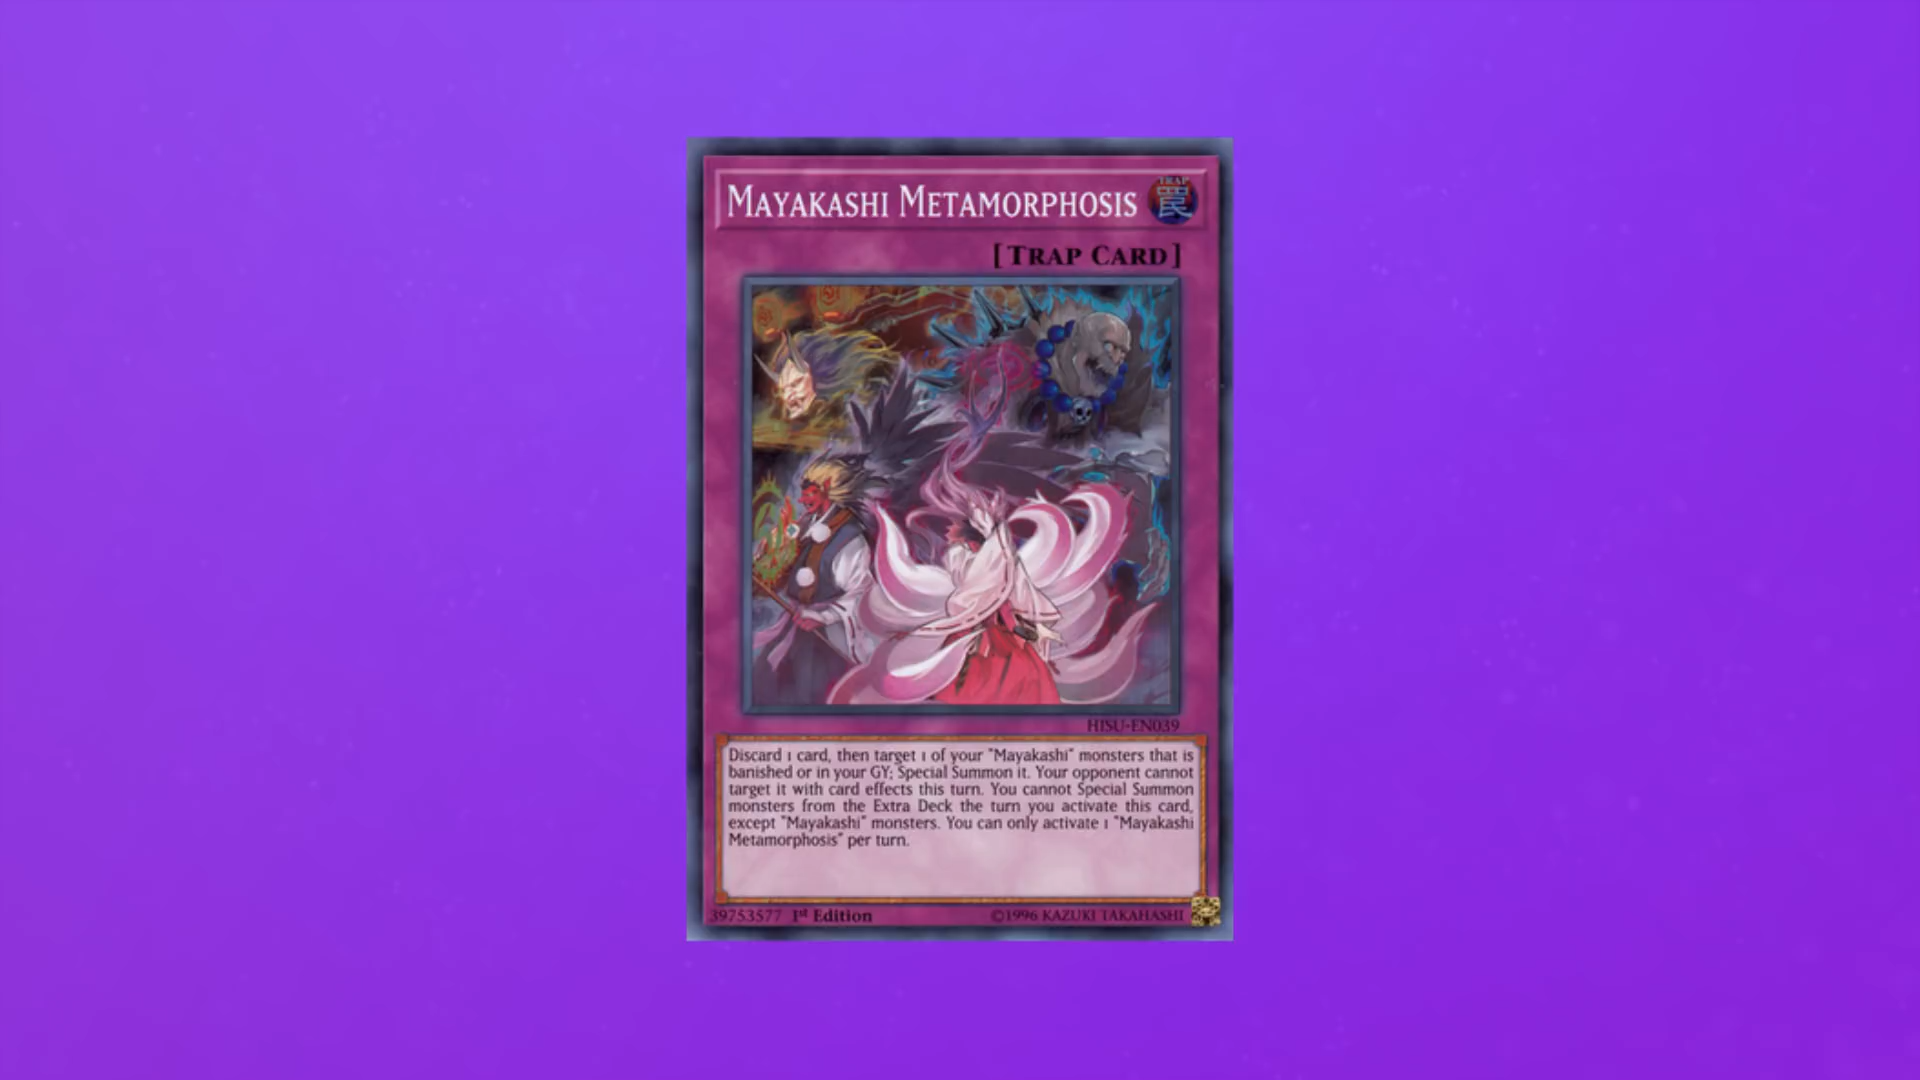 MAYAKASHI METAMORPHOSIS
TRAP
罠
[TRAP CARD]
HISU-EN039
Discard 1 card, then target 1 of your "Mayakashi" monsters that is
banished or in your GY; Special Summon it. Your opponent cannot
target it with card effects this turn. You cannot Special Summon
monsters from the Extra Deck the turn you activate this card,
except "Mayakashi" monsters. You can only activate 1 "Mayakashi
Metamorphosis" per turn.
39753577 1st Edition
©1996 KAZUKI TAKAHASHI